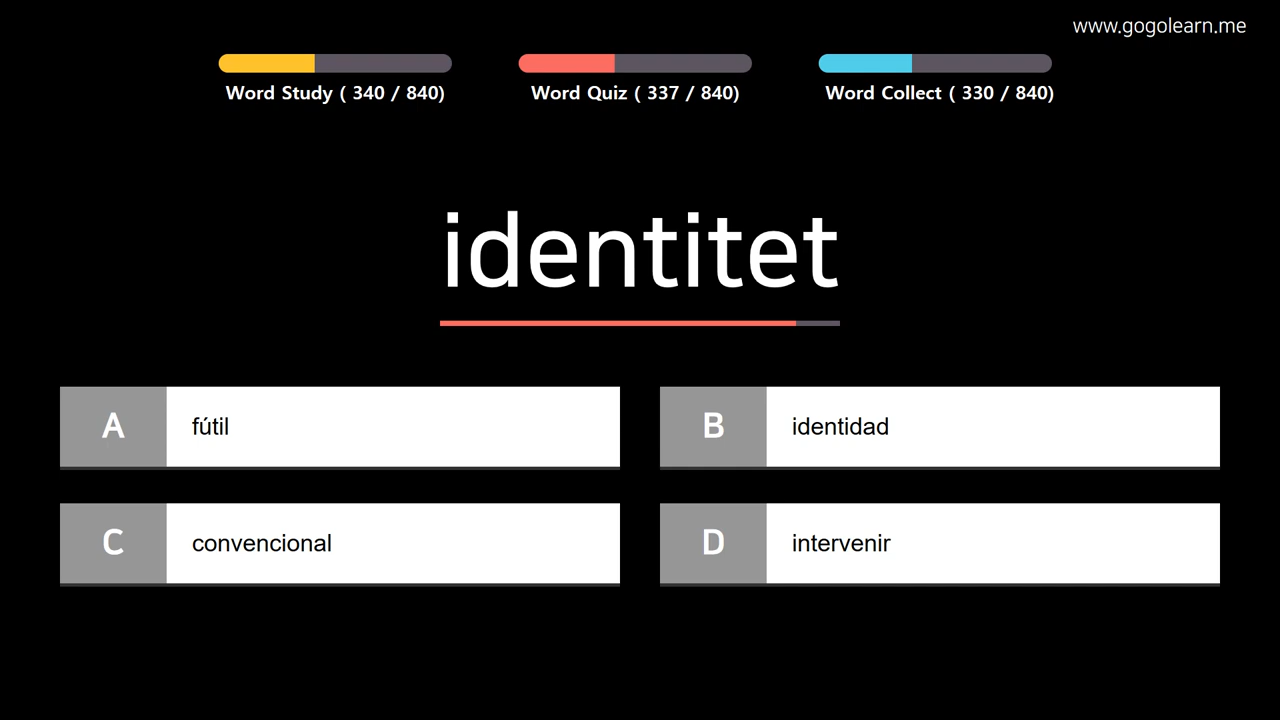 www.gogolearn.me
Word Study ( 340 / 840)
Word Quiz ( 337 / 840)
Word Collect ( 330 / 840)
identitet
A
fútil
B
identidad
C
convencional
D
intervenir